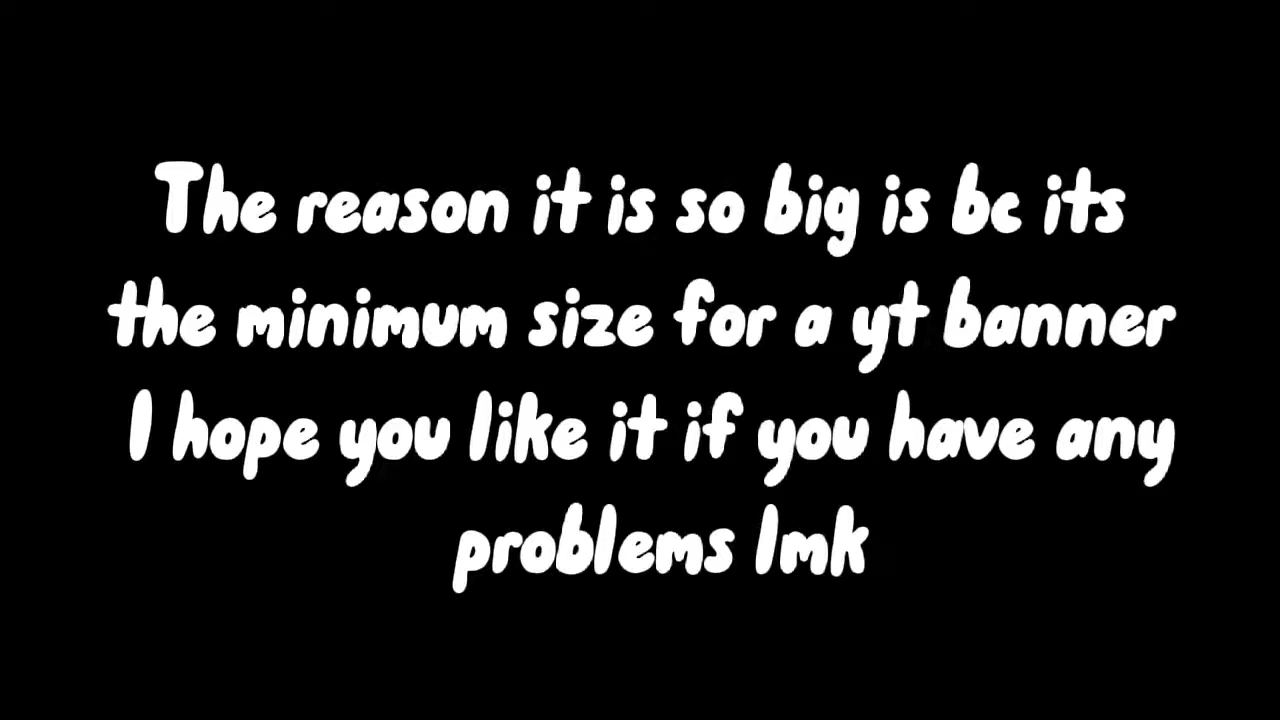 The reason it is so big is bc its
the minimum size for a yt banner
I hope you like it if you have any
problems lmk